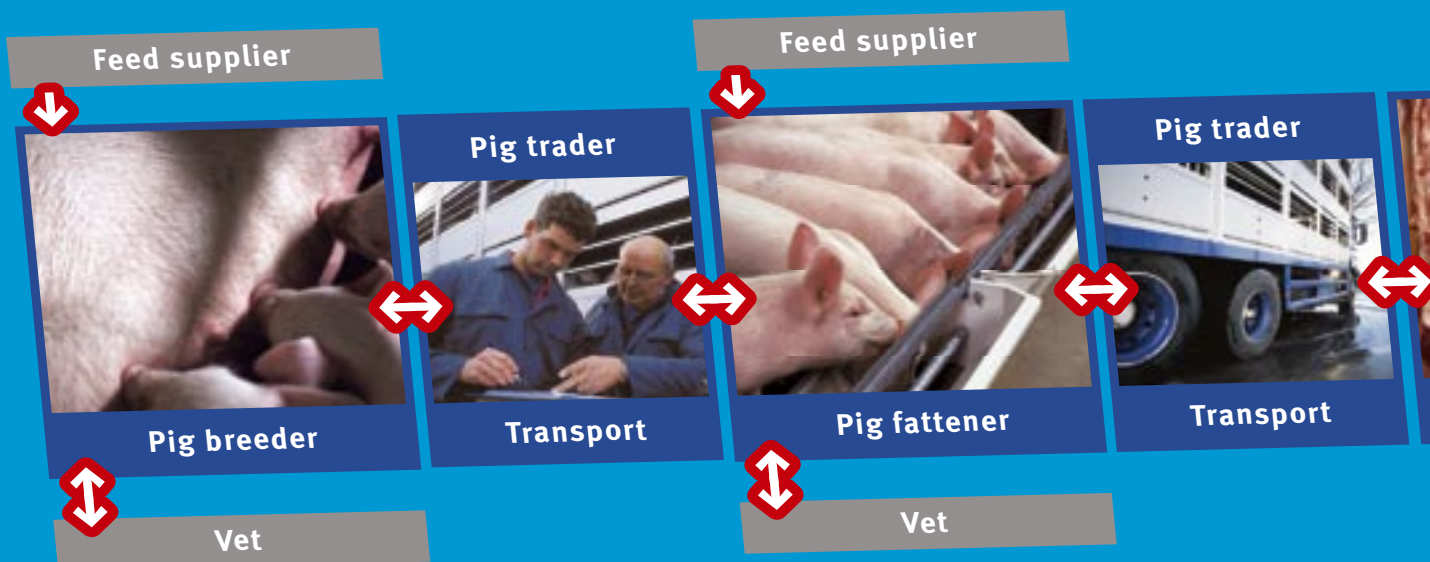 Feed supplier
Feed supplier
Pig trader
Pig trader
Pig breeder
Transport
Pig fattener
Transport
Vet
Vet